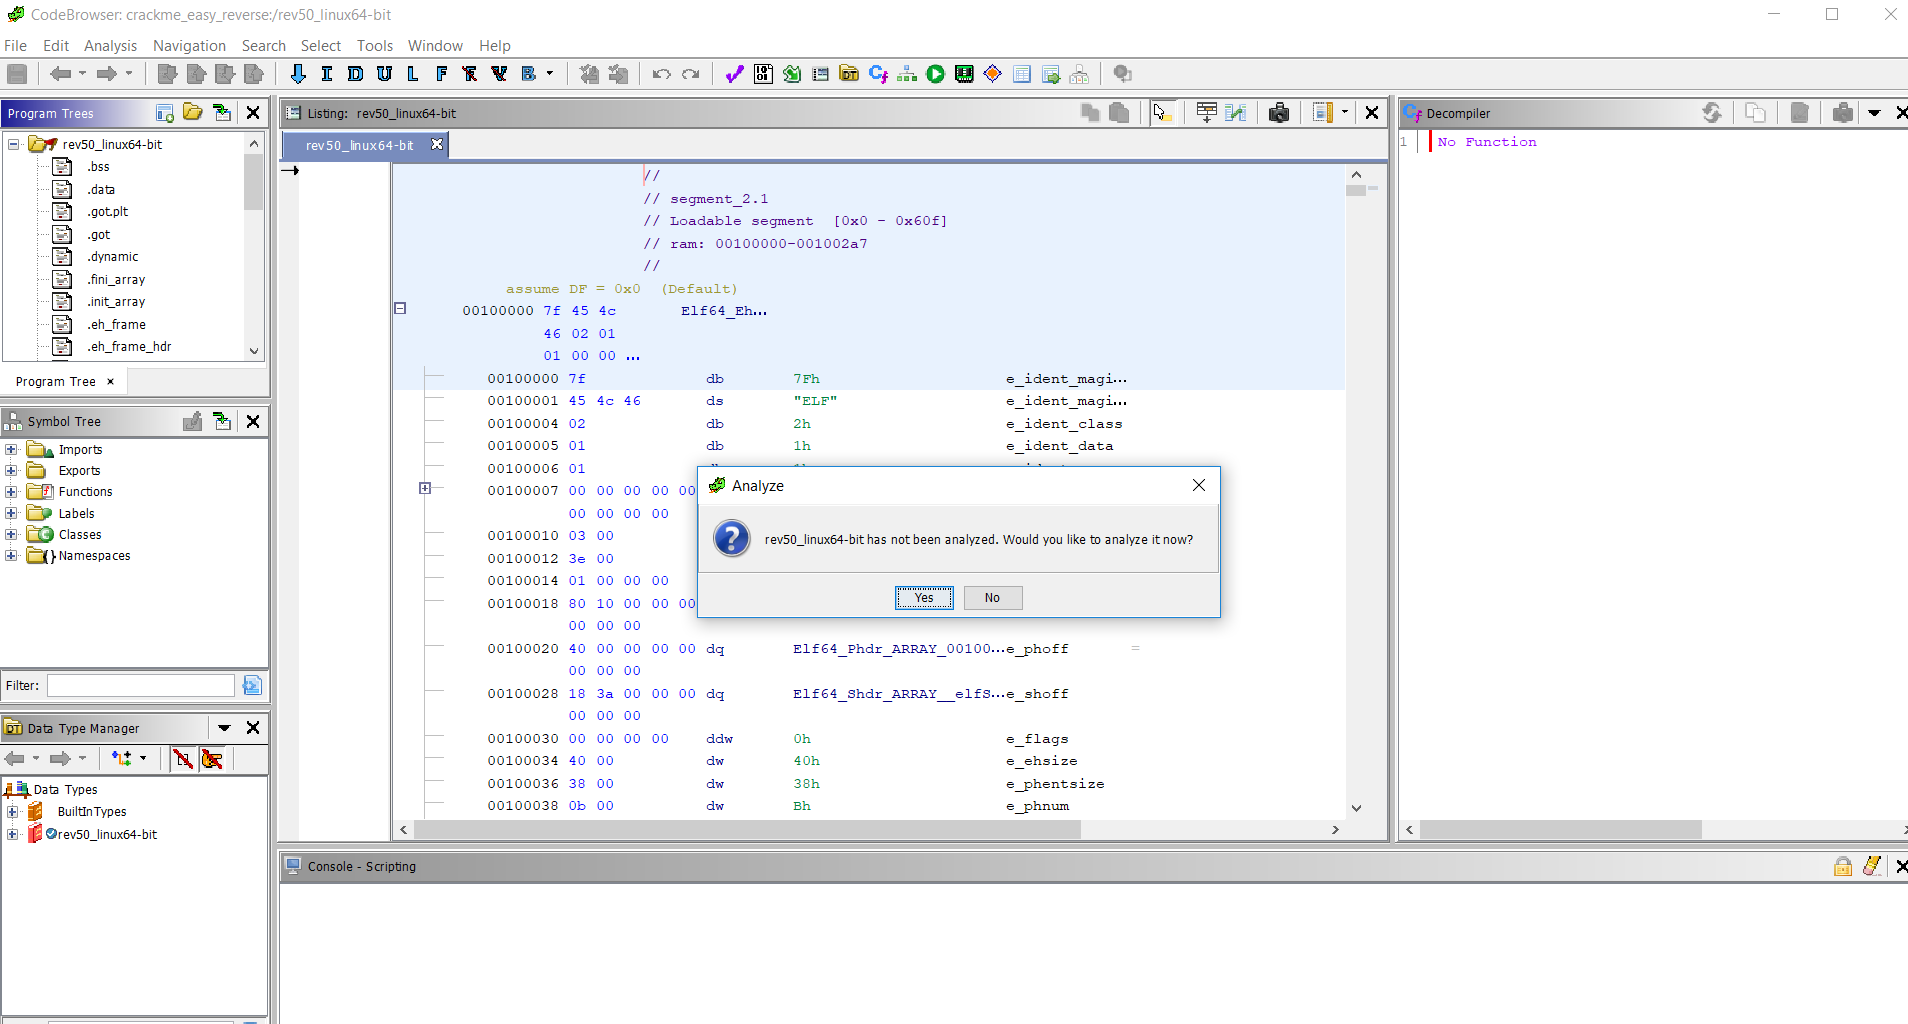 CodeBrowser: crackme_easy_reverse:/rev50_linux64-bit
File Edit Analysis Navigation Search Select Tools Window Help
I D U L F B
Program Trees
rev50_linux64-bit
.bss
.data
.got.plt
.got
.dynamic
.fini_array
.init_array
.eh_frame
.eh_frame_hdr
Program Tree ×
Symbol Tree
Imports
Exports
Functions
Labels
Classes
Namespaces
Filter:
Data Type Manager
Data Types
BuiltInTypes
rev50_linux64-bit
Listing: rev50_linux64-bit
rev50_linux64-bit
//
// segment_2.1
// Loadable segment [0x0 - 0x60f]
// ram: 00100000-001002a7
//
assume DF = 0x0 (Default)
00100000 7f 45 4c Elf64_Eh...
46 02 01
01 00 00 ...
00100000 7f db 7Fh e_ident_magi...
00100001 45 4c 46 ds "ELF" e_ident_magi...
00100004 02 db 2h e_ident_class
00100005 01 db 1h e_ident_data
00100006 01
00100007 00 00 00 00 00
00 00 00 00
00100010 03 00
00100012 3e 00
00100014 01 00 00 00
00100018 80 10 00 00 00
00 00 00
00100020 40 00 00 00 00 dq Elf64_Phdr_ARRAY_00100...e_phoff =
00 00 00
00100028 18 3a 00 00 00 dq Elf64_Shdr_ARRAY__elfS...e_shoff
00 00 00
00100030 00 00 00 00 ddw 0h e_flags
00100034 40 00 dw 40h e_ehsize
00100036 38 00 dw 38h e_phentsize
00100038 0b 00 dw Bh e_phnum
Analyze
rev50_linux64-bit has not been analyzed. Would you like to analyze it now?
Yes No
Decompiler
1 No Function
Console - Scripting